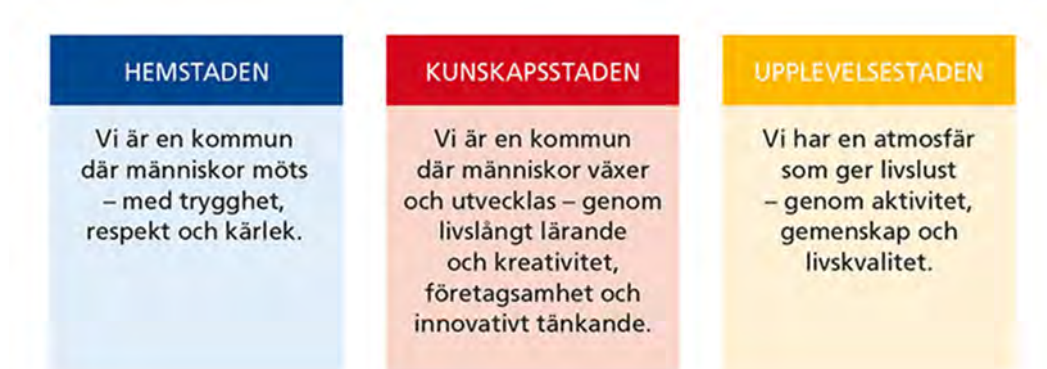 HEMSTADEN
Vi är en kommun
där människor möts
– med trygghet,
respekt och kärlek.
KUNSKAPSSTADEN
Vi är en kommun
där människor växer
och utvecklas – genom
livslångt lärande
och kreativitet,
företagsamhet och
innovativt tänkande.
UPPLEVELSESTADEN
Vi har en atmosfär
som ger livslust
– genom aktivitet,
gemenskap och
livskvalitet.